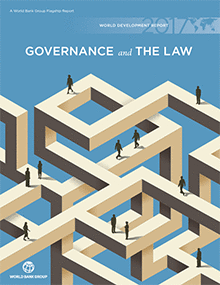 A World Bank Group Flagship Report
WORLD DEVELOPMENT REPORT
2017
GOVERNANCE and THE LAW
WORLD BANK GROUP